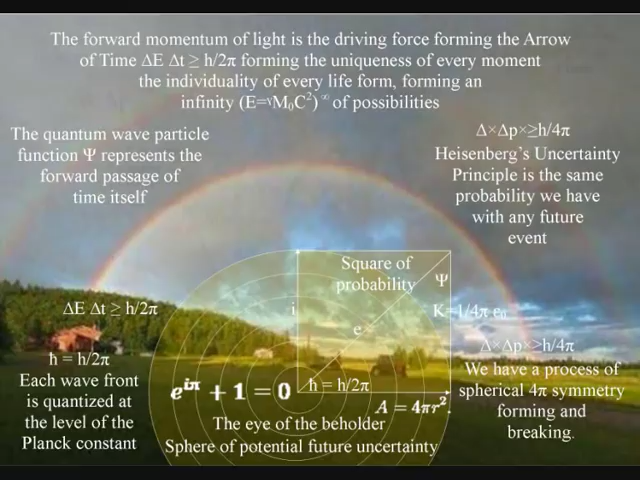 The forward momentum of light is the driving force forming the Arrow
of Time ΔE Δt ≥ h/2π forming the uniqueness of every moment
the individuality of every life form, forming an
infinity (E=ˠM₀C²)∞ of possibilities
The quantum wave particle
function Ψ represents the
forward passage of
time itself
Δ×Δp×≥h/4π
Heisenberg's Uncertainty
Principle is the same
probability we have
with any future
event
Square of
probability
Ψ
i
K=1/4π e₀
e
ΔE Δt ≥ h/2π
ħ = h/2π
Each wave front
is quantized at
the level of the
Planck constant
e^iπ + 1 = 0
ħ = h/2π
A = 4πr²
The eye of the beholder
Sphere of potential future uncertainty
Δ×Δp×≥h/4π
We have a process of
spherical 4π symmetry
forming and
breaking.